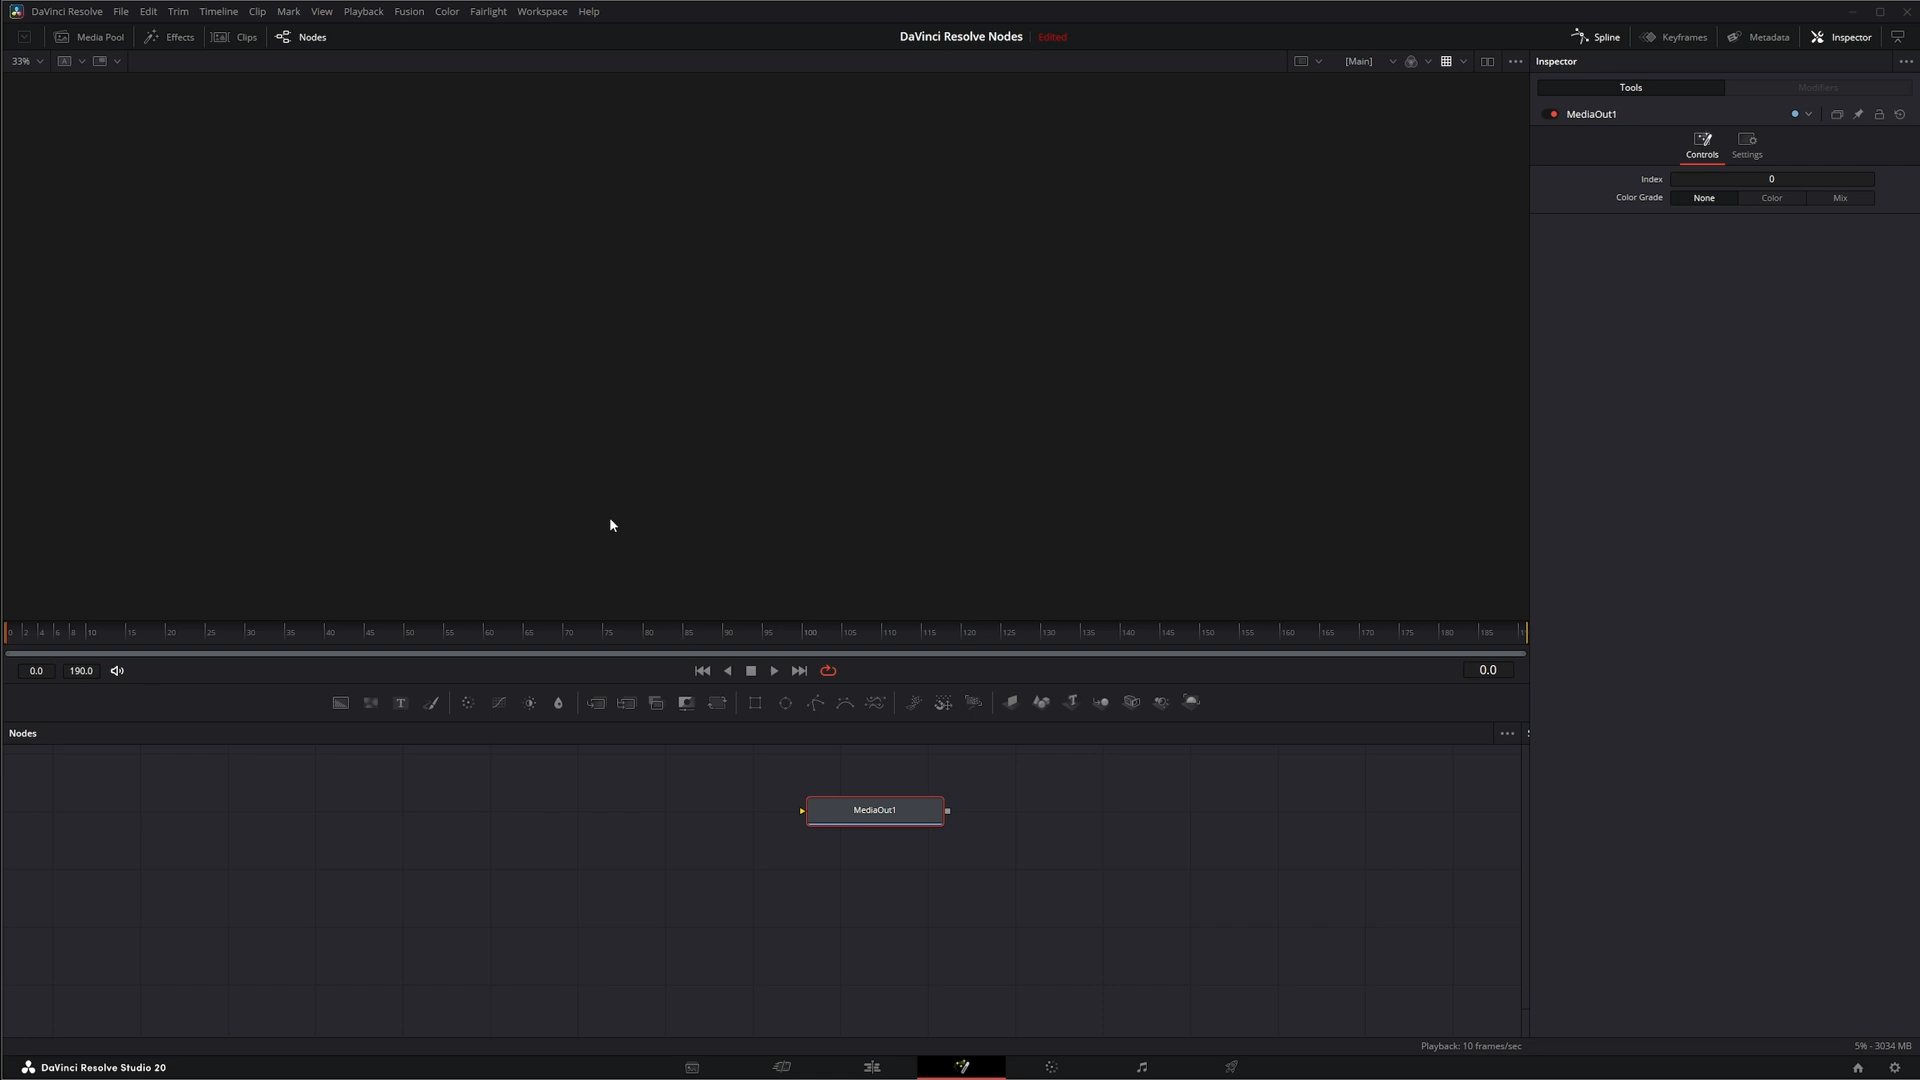 DaVinci Resolve File Edit Trim Timeline Clip Mark View Playback Fusion Color Fairlight Workspace Help
Media Pool Effects Clips Nodes DaVinci Resolve Nodes Edited Spline Keyframes Metadata Inspector
33% A [Main] Inspector
Tools Modifiers
MediaOut1
Controls Settings
Index 0
Color Grade None Color Mix
0 2 4 6 8 10 15 20 25 30 35 40 45 50 55 60 65 70 75 80 85 90 95 100 105 110 115 120 125 130 135 140 145 150 155 160 165 170 175 180 185
0.0 190.0 0.0
T
Nodes
MediaOut1
Playback: 10 frames/sec 5% - 3034 MB
DaVinci Resolve Studio 20